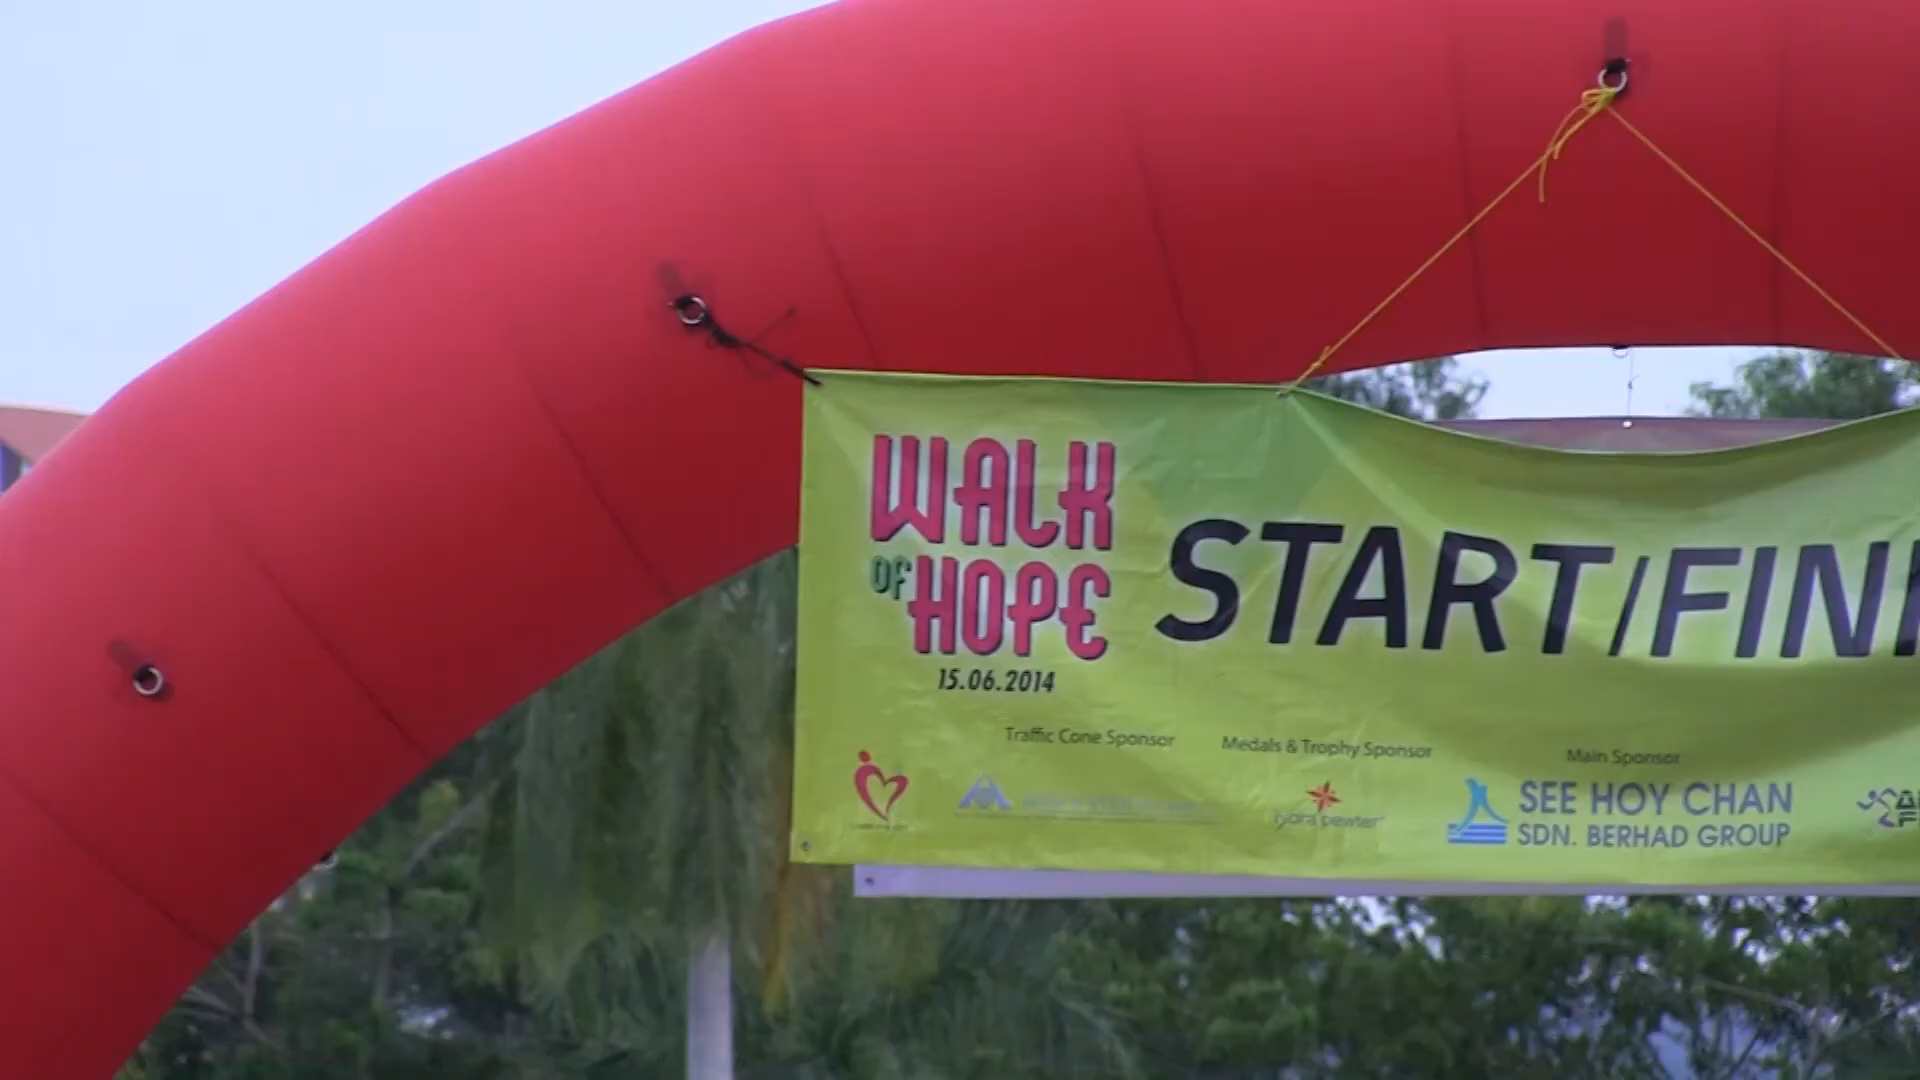 WALK
OF HOPE
15.06.2014
START/FINI
Traffic Cone Sponsor
Medals & Trophy Sponsor
Main Sponsor
pewter
SEE HOY CHAN
SDN. BERHAD GROUP